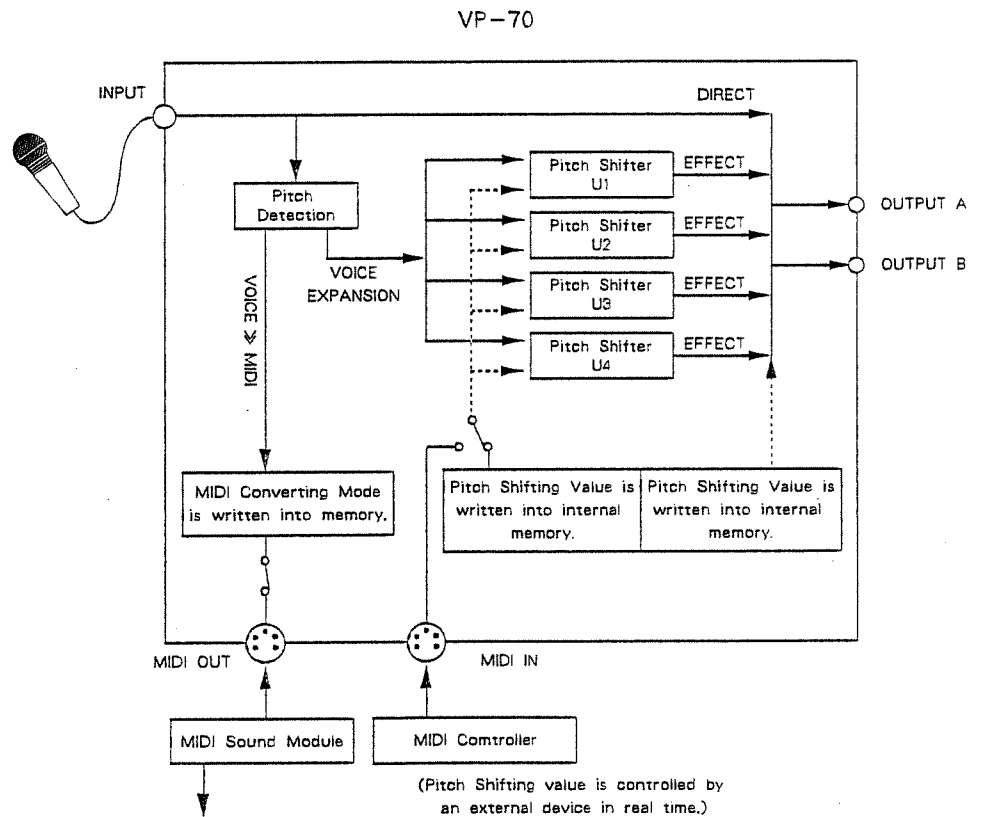 VP-70
INPUT
DIRECT
Pitch
Detection
VOICE
EXPANSION
VOICE ≫ MIDI
Pitch Shifter
U1
EFFECT
Pitch Shifter
U2
EFFECT
Pitch Shifter
U3
EFFECT
Pitch Shifter
U4
EFFECT
OUTPUT A
OUTPUT B
MIDI Converting Mode
is written into memory.
Pitch Shifting Value is
written into internal
memory.
Pitch Shifting Value is
written into internal
memory.
MIDI OUT
MIDI IN
MIDI Sound Module
MIDI Comtroller
(Pitch Shifting value is controlled by
an external device in real time.)